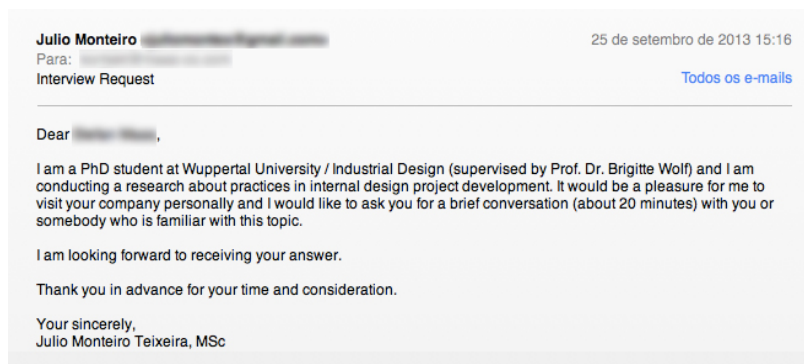 Julio Monteiro
25 de setembro de 2013 15:16
Para:
Interview Request
Todos os e-mails
Dear ,
I am a PhD student at Wuppertal University / Industrial Design (supervised by Prof. Dr. Brigitte Wolf) and I am
conducting a research about practices in internal design project development. It would be a pleasure for me to
visit your company personally and I would like to ask you for a brief conversation (about 20 minutes) with you or
somebody who is familiar with this topic.
I am looking forward to receiving your answer.
Thank you in advance for your time and consideration.
Your sincerely,
Julio Monteiro Teixeira, MSc